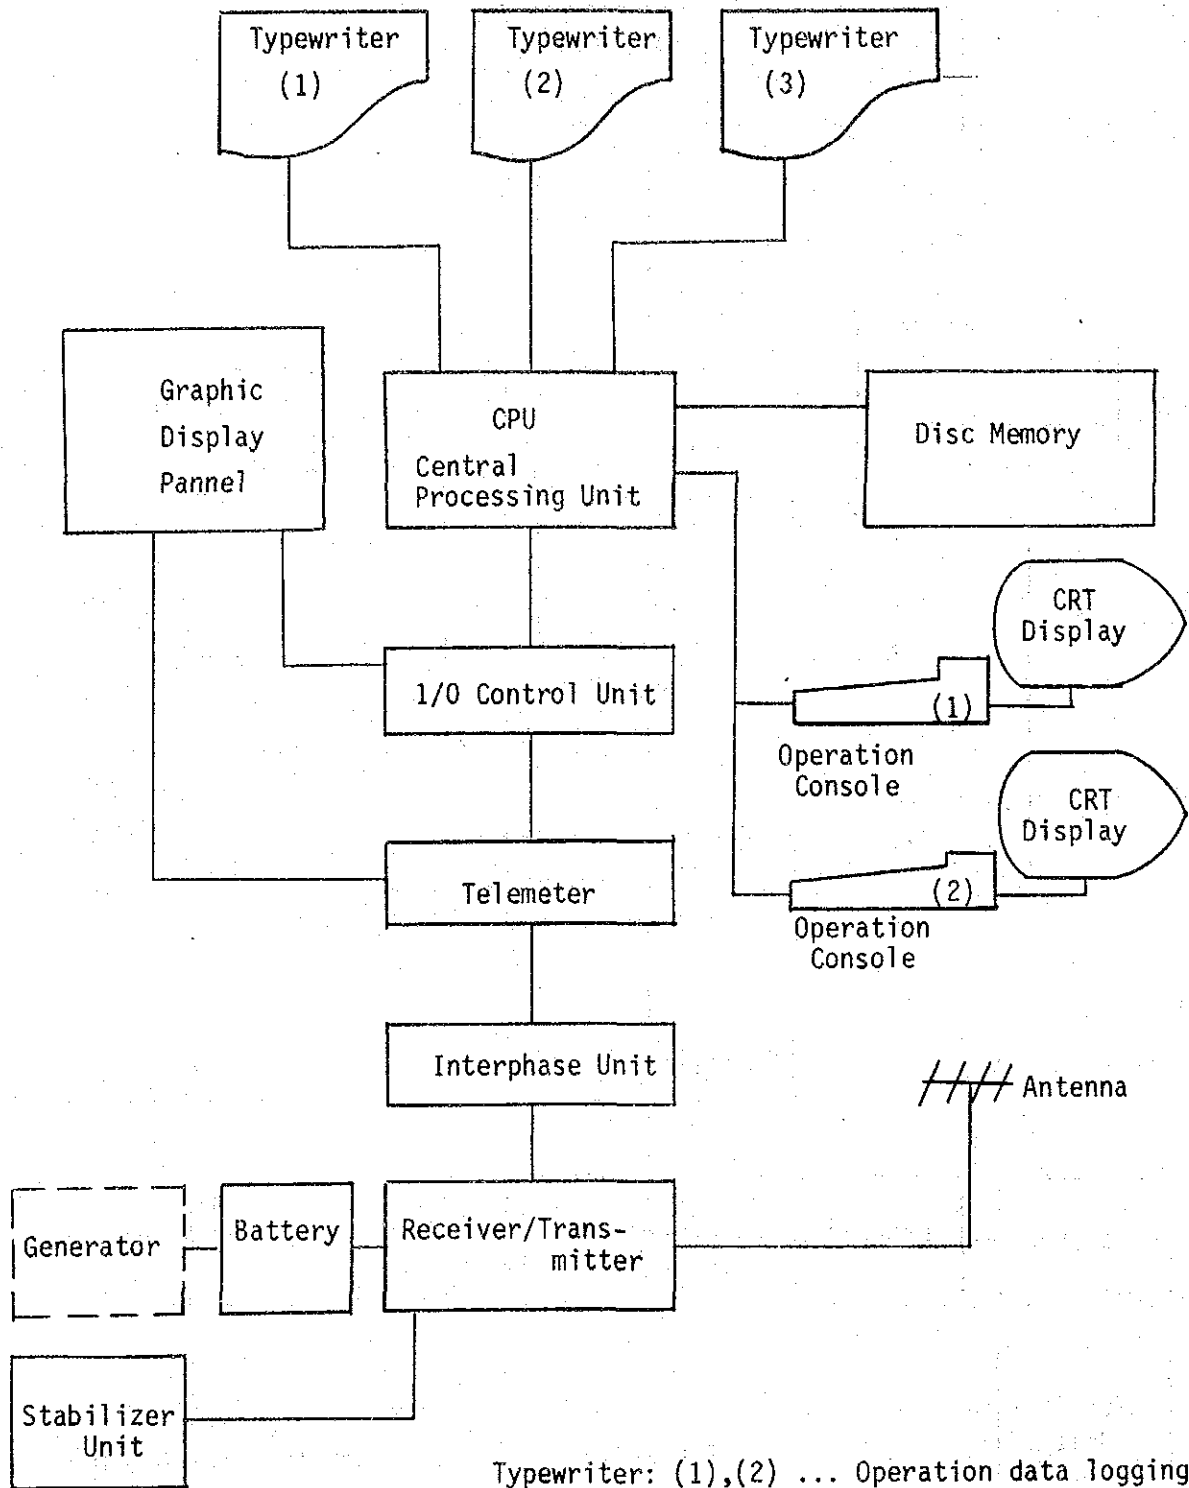 Typewriter
(1)
Typewriter
(2)
Typewriter
(3)
Graphic
Display
Pannel
CPU
Central
Processing Unit
Disc Memory
CRT
Display
1/0 Control Unit
(1)
Operation
Console
CRT
Display
Telemeter
(2)
Operation
Console
Interphase Unit
Antenna
Generator
Battery
Receiver/Trans-
mitter
Stabilizer
Unit
Typewriter: (1),(2) ... Operation data logging